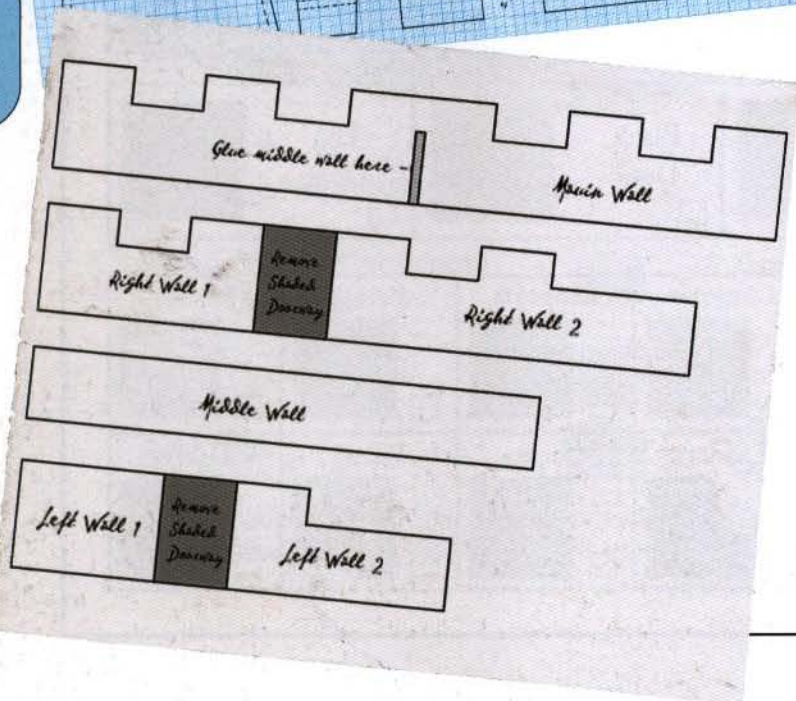 Glue middle wall here -
Mauin Wall
Right Wall 1
Remove
Shaded
Doorway
Right Wall 2
Middle Wall
Left Wall 1
Remove
Shaded
Doorway
Left Wall 2